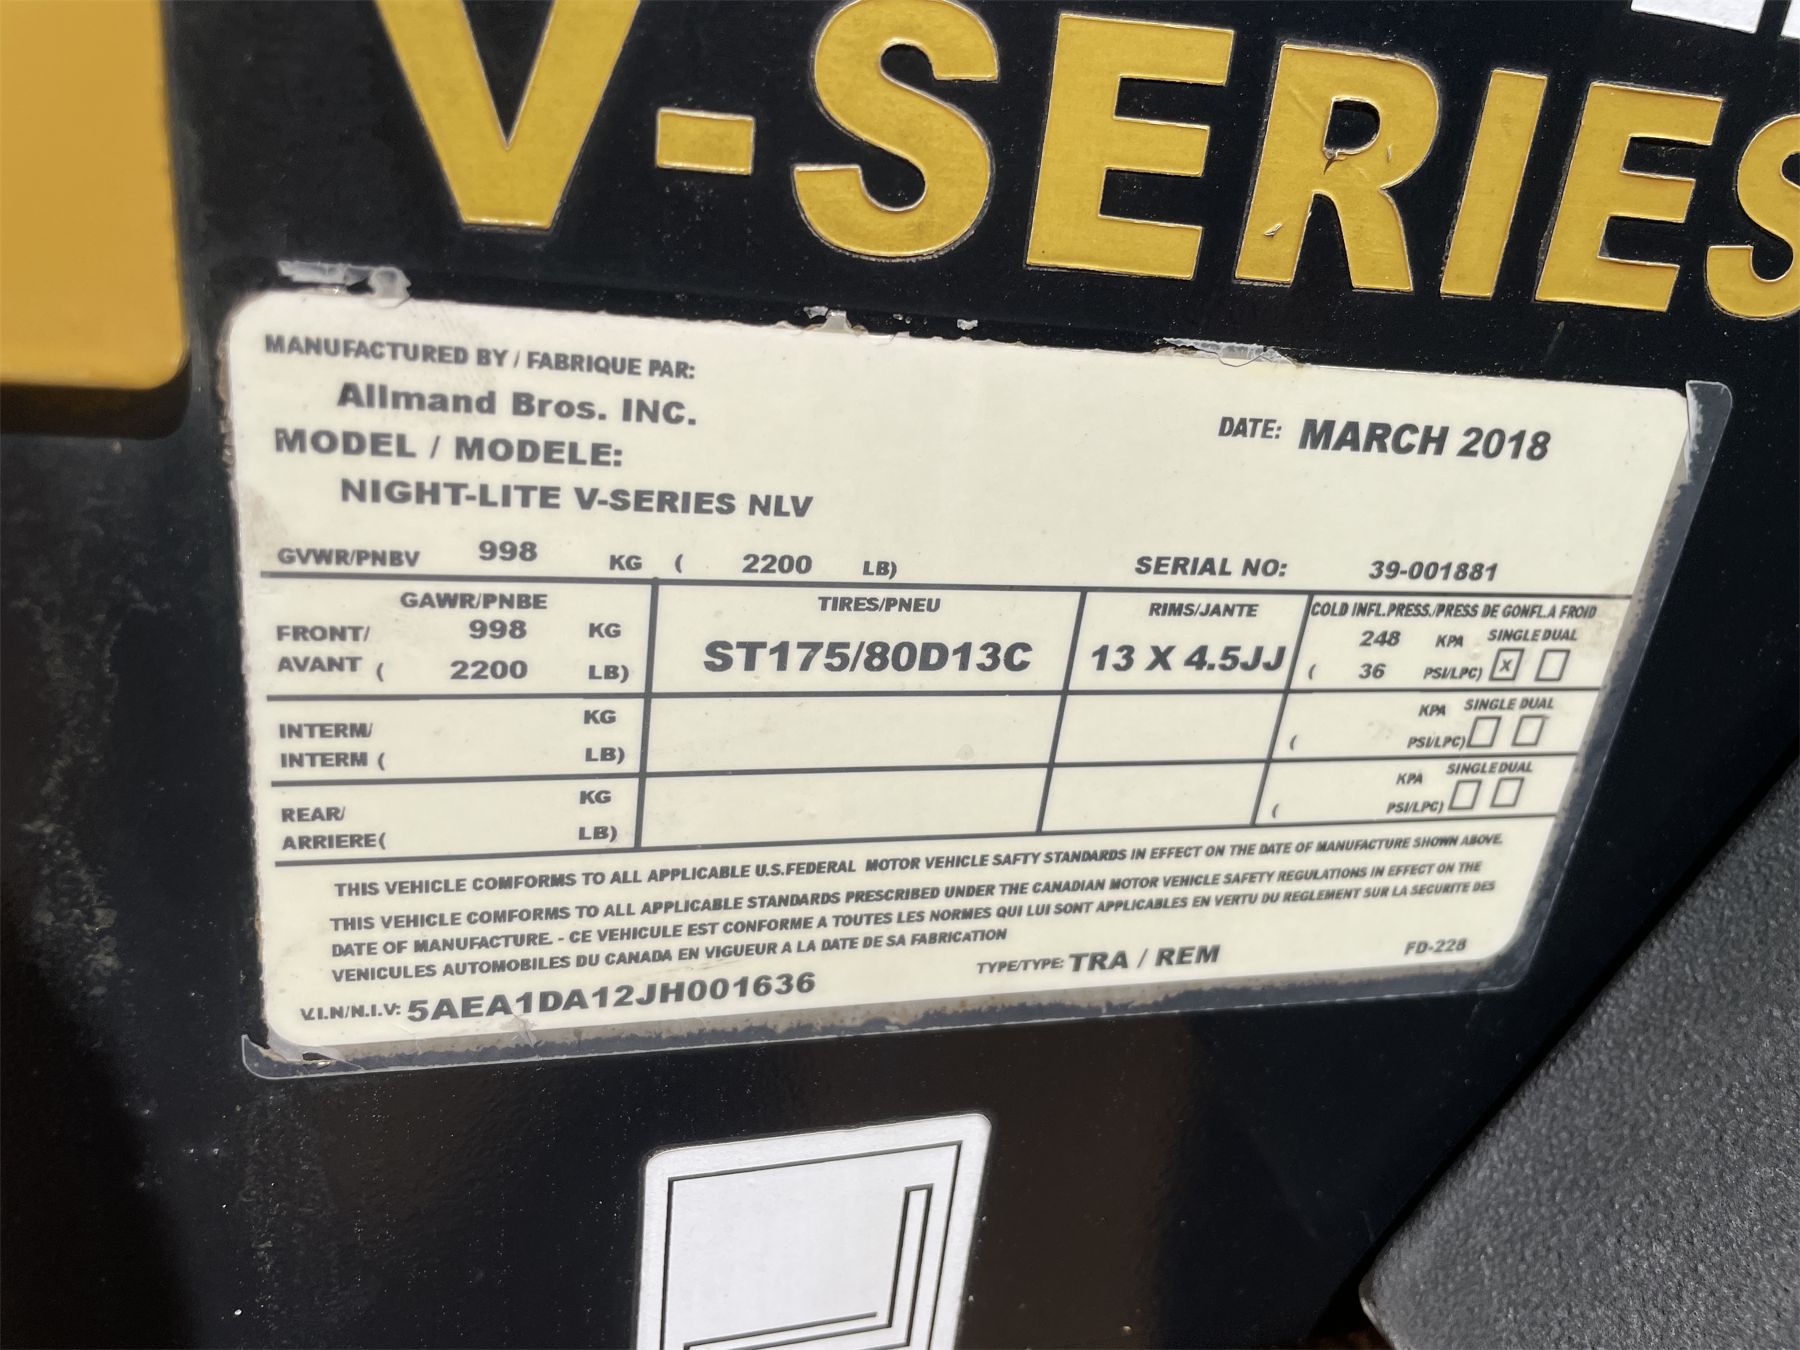 V-SERIES
MANUFACTURED BY / FABRIQUE PAR:
Allmand Bros. INC.
DATE: MARCH 2018
MODEL / MODELE:
NIGHT-LITE V-SERIES NLV
GVWR/PNBV 998 KG ( 2200 LB) SERIAL NO: 39-001881
GAWR/PNBE TIRES/PNEU RIMS/JANTE COLD INFL.PRESS./PRESS DE GONFL.A FROID
FRONT/ 998 KG 248 KPA SINGLE DUAL
AVANT ( 2200 LB) ST175/80D13C 13 X 4.5JJ ( 36 PSI/LPC) X
INTERM/ KG KPA SINGLE DUAL
INTERM ( LB) ( PSI/LPC)
REAR/ KG KPA SINGLE DUAL
ARRIERE ( LB) ( PSI/LPC)
THIS VEHICLE COMFORMS TO ALL APPLICABLE U.S.FEDERAL MOTOR VEHICLE SAFTY STANDARDS IN EFFECT ON THE DATE OF MANUFACTURE SHOWN ABOVE.
THIS VEHICLE COMFORMS TO ALL APPLICABLE STANDARDS PRESCRIBED UNDER THE CANADIAN MOTOR VEHICLE SAFETY REGULATIONS IN EFFECT ON THE
DATE OF MANUFACTURE. - CE VEHICULE EST CONFORME A TOUTES LES NORMES QUI LUI SONT APPLICABLES EN VERTU DU REGLEMENT SUR LA SECURITE DES
VENICULES AUTOMOBILES DU CANADA EN VIGUEUR A LA DATE DE SA FABRICATION
V.I.N/N.I.V: 5AEA1DA12JH001636 TYPE/TYPE: TRA / REM FD-228